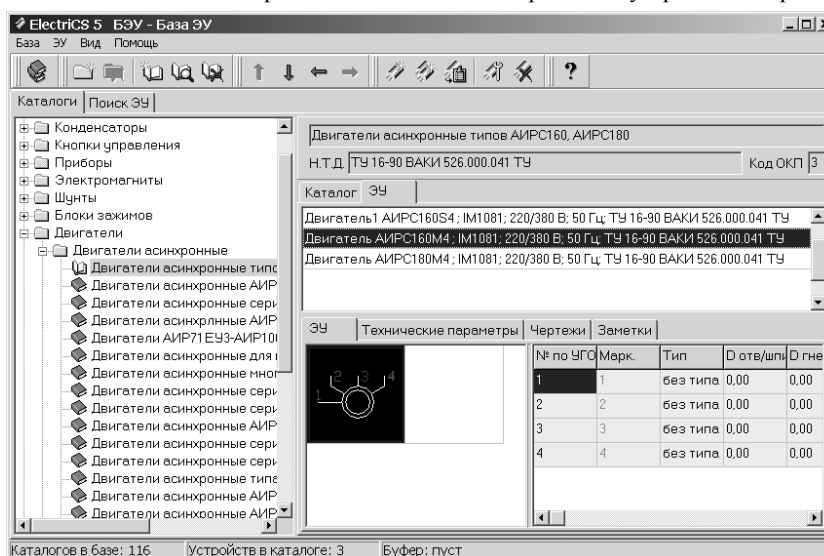 ElectriCS 5 БЭУ - База ЭУ
База ЭУ Вид Помощь
?
Каталоги Поиск ЭУ
Конденсаторы
Кнопки управления
Приборы
Электромагниты
Шунты
Блоки зажимов
Двигатели
Двигатели асинхронные
Двигатели асинхронные типо
Двигатели асинхронные АИР
Двигатели асинхронные сери
Двигатели асинхрлнные АИР
Двигатели АИР71ЕУ3-АИР10
Двигатели асинхронные для
Двигатели асинхронные мног
Двигатели асинхронные сери
Двигатели асинхронные сери
Двигатели асинхронные АИР
Двигатели асинхронные сери
Двигатели асинхронные сери
Двигатели асинхронные типа
Двигатели асинхронные АИР
Двигатели асинхронные АИР
Двигатели асинхронные типов АИРС160, АИРС180
Н.Т.Д. ТУ 16-90 ВАКИ 526.000.041 ТУ Код ОКП 3
Каталог ЭУ
Двигатель1 АИРС160S4 ; IM1081; 220/380 В; 50 Гц; ТУ 16-90 ВАКИ 526.000.041 ТУ
Двигатель АИРС160М4 ; IM1081; 220/380 В; 50 Гц; ТУ 16-90 ВАКИ 526.000.041 ТУ
Двигатель АИРС180М4 ; IM1081; 220/380 В; 50 Гц; ТУ 16-90 ВАКИ 526.000.041 ТУ
ЭУ Технические параметры Чертежи Заметки
1 2 3 4
№ по УГО Марк. Тип D отв/шпи D гне
1 1 без типа 0,00 0,00
2 2 без типа 0,00 0,00
3 3 без типа 0,00 0,00
4 4 без типа 0,00 0,00
Каталогов в базе: 116 Устройств в каталоге: 3 Буфер: пуст